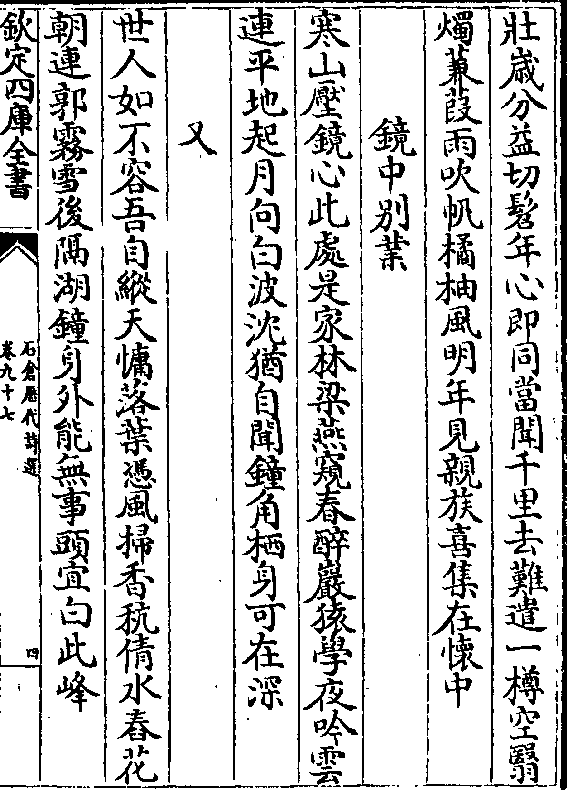 壯歲分益切鬢年心即同當聞千里去難遣一樽空翳
燭蒹葭雨吹帆橘柚風明年見親族喜集在懷中
鏡中别業
寒山壓鏡心此處是家林梁燕窺春醉巖猿學夜吟雲
連平地起月向白波沈猶自聞鐘角栖身可在深
又
世人如不容吾自縱天慵落葉憑風掃香秔倩水舂花
朝連郭霧雪後隔湖鐘身外能無事頭宜白此峰
欽定四庫全書
石倉歷代詩選
卷九十七
四